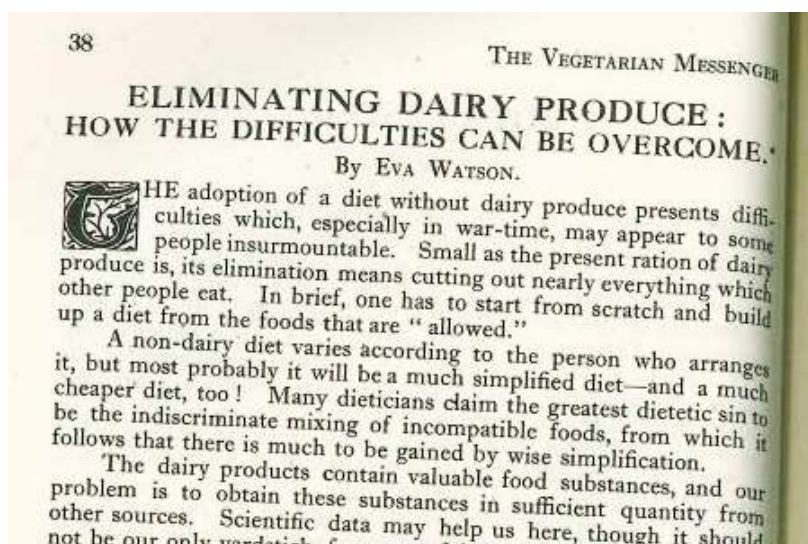 38
THE VEGETARIAN MESSENGER
ELIMINATING DAIRY PRODUCE :
HOW THE DIFFICULTIES CAN BE OVERCOME.*
By EVA WATSON.
THE adoption of a diet without dairy produce presents diffi-
culties which, especially in war-time, may appear to some
people insurmountable. Small as the present ration of dairy
produce is, its elimination means cutting out nearly everything which
other people eat. In brief, one has to start from scratch and build
up a diet from the foods that are “ allowed.”
A non-dairy diet varies according to the person who arranges
it, but most probably it will be a much simplified diet—and a much
cheaper diet, too ! Many dieticians claim the greatest dietetic sin to
be the indiscriminate mixing of incompatible foods, from which it
follows that there is much to be gained by wise simplification.
The dairy products contain valuable food substances, and our
problem is to obtain these substances in sufficient quantity from
other sources. Scientific data may help us here, though it should
not be our only